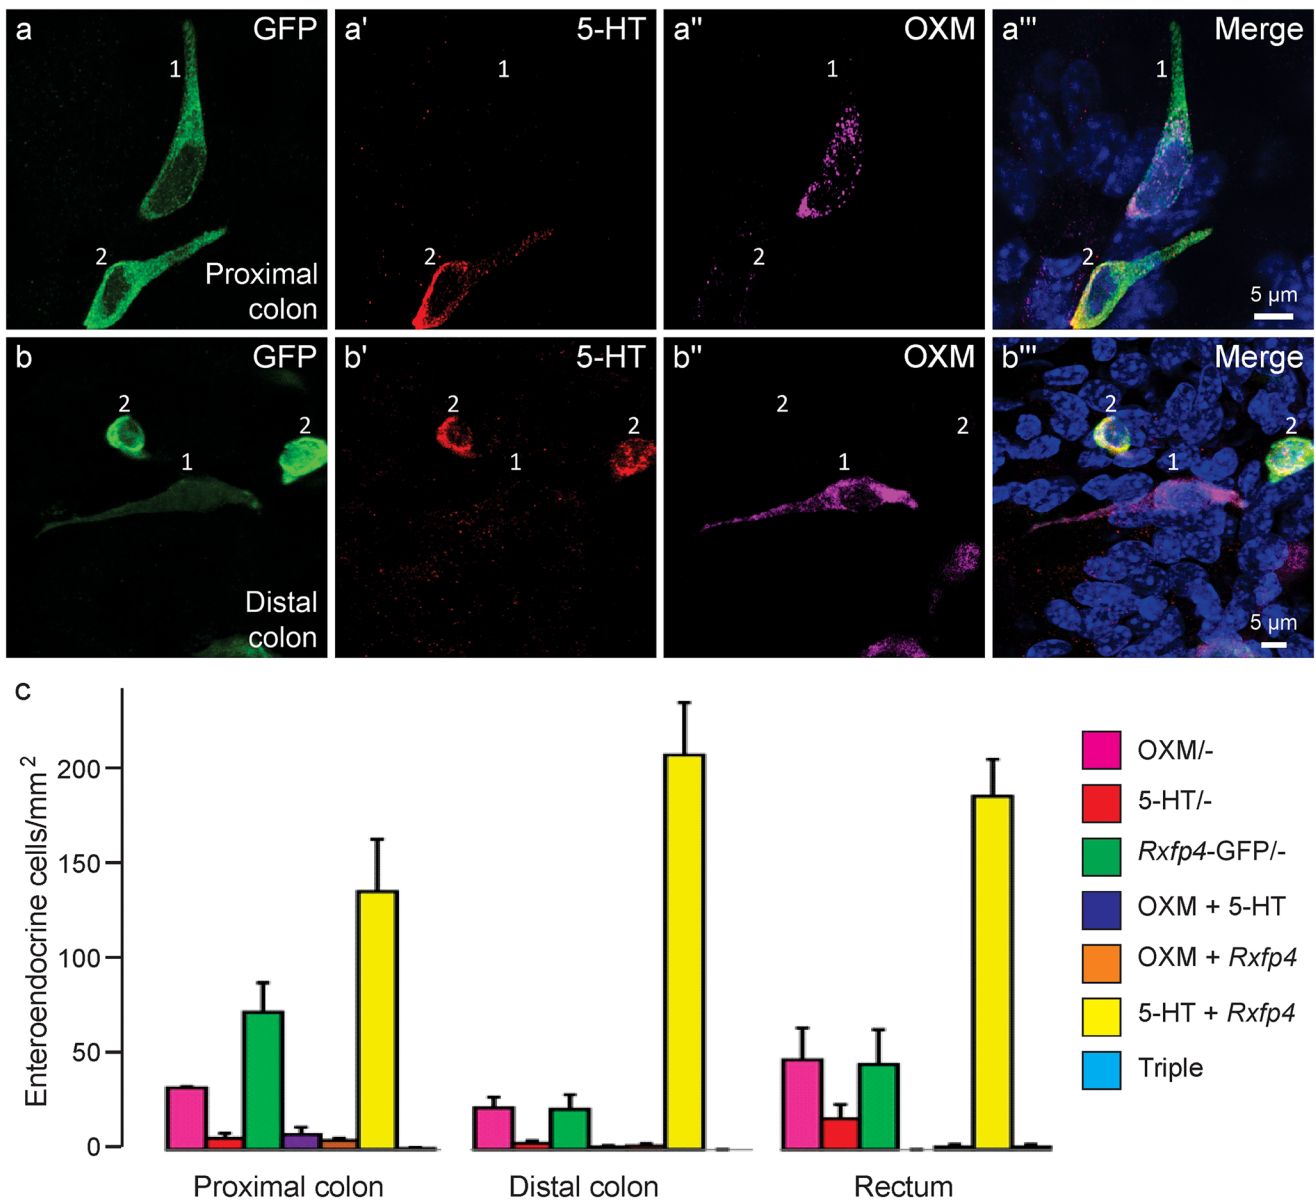 a GFP
1
2
Proximal
colon
a' 5-HT
1
2
a'' OXM
1
2
a''' Merge
1
2
5 µm
b GFP
2
2
1
Distal
colon
b' 5-HT
2
2
1
b'' OXM
2
2
1
b''' Merge
2
2
1
5 µm
c
Enteroendocrine cells/mm²
200
150
100
50
0
Proximal colon
Distal colon
Rectum
OXM/-
5-HT/-
Rxfp4-GFP/-
OXM + 5-HT
OXM + Rxfp4
5-HT + Rxfp4
Triple